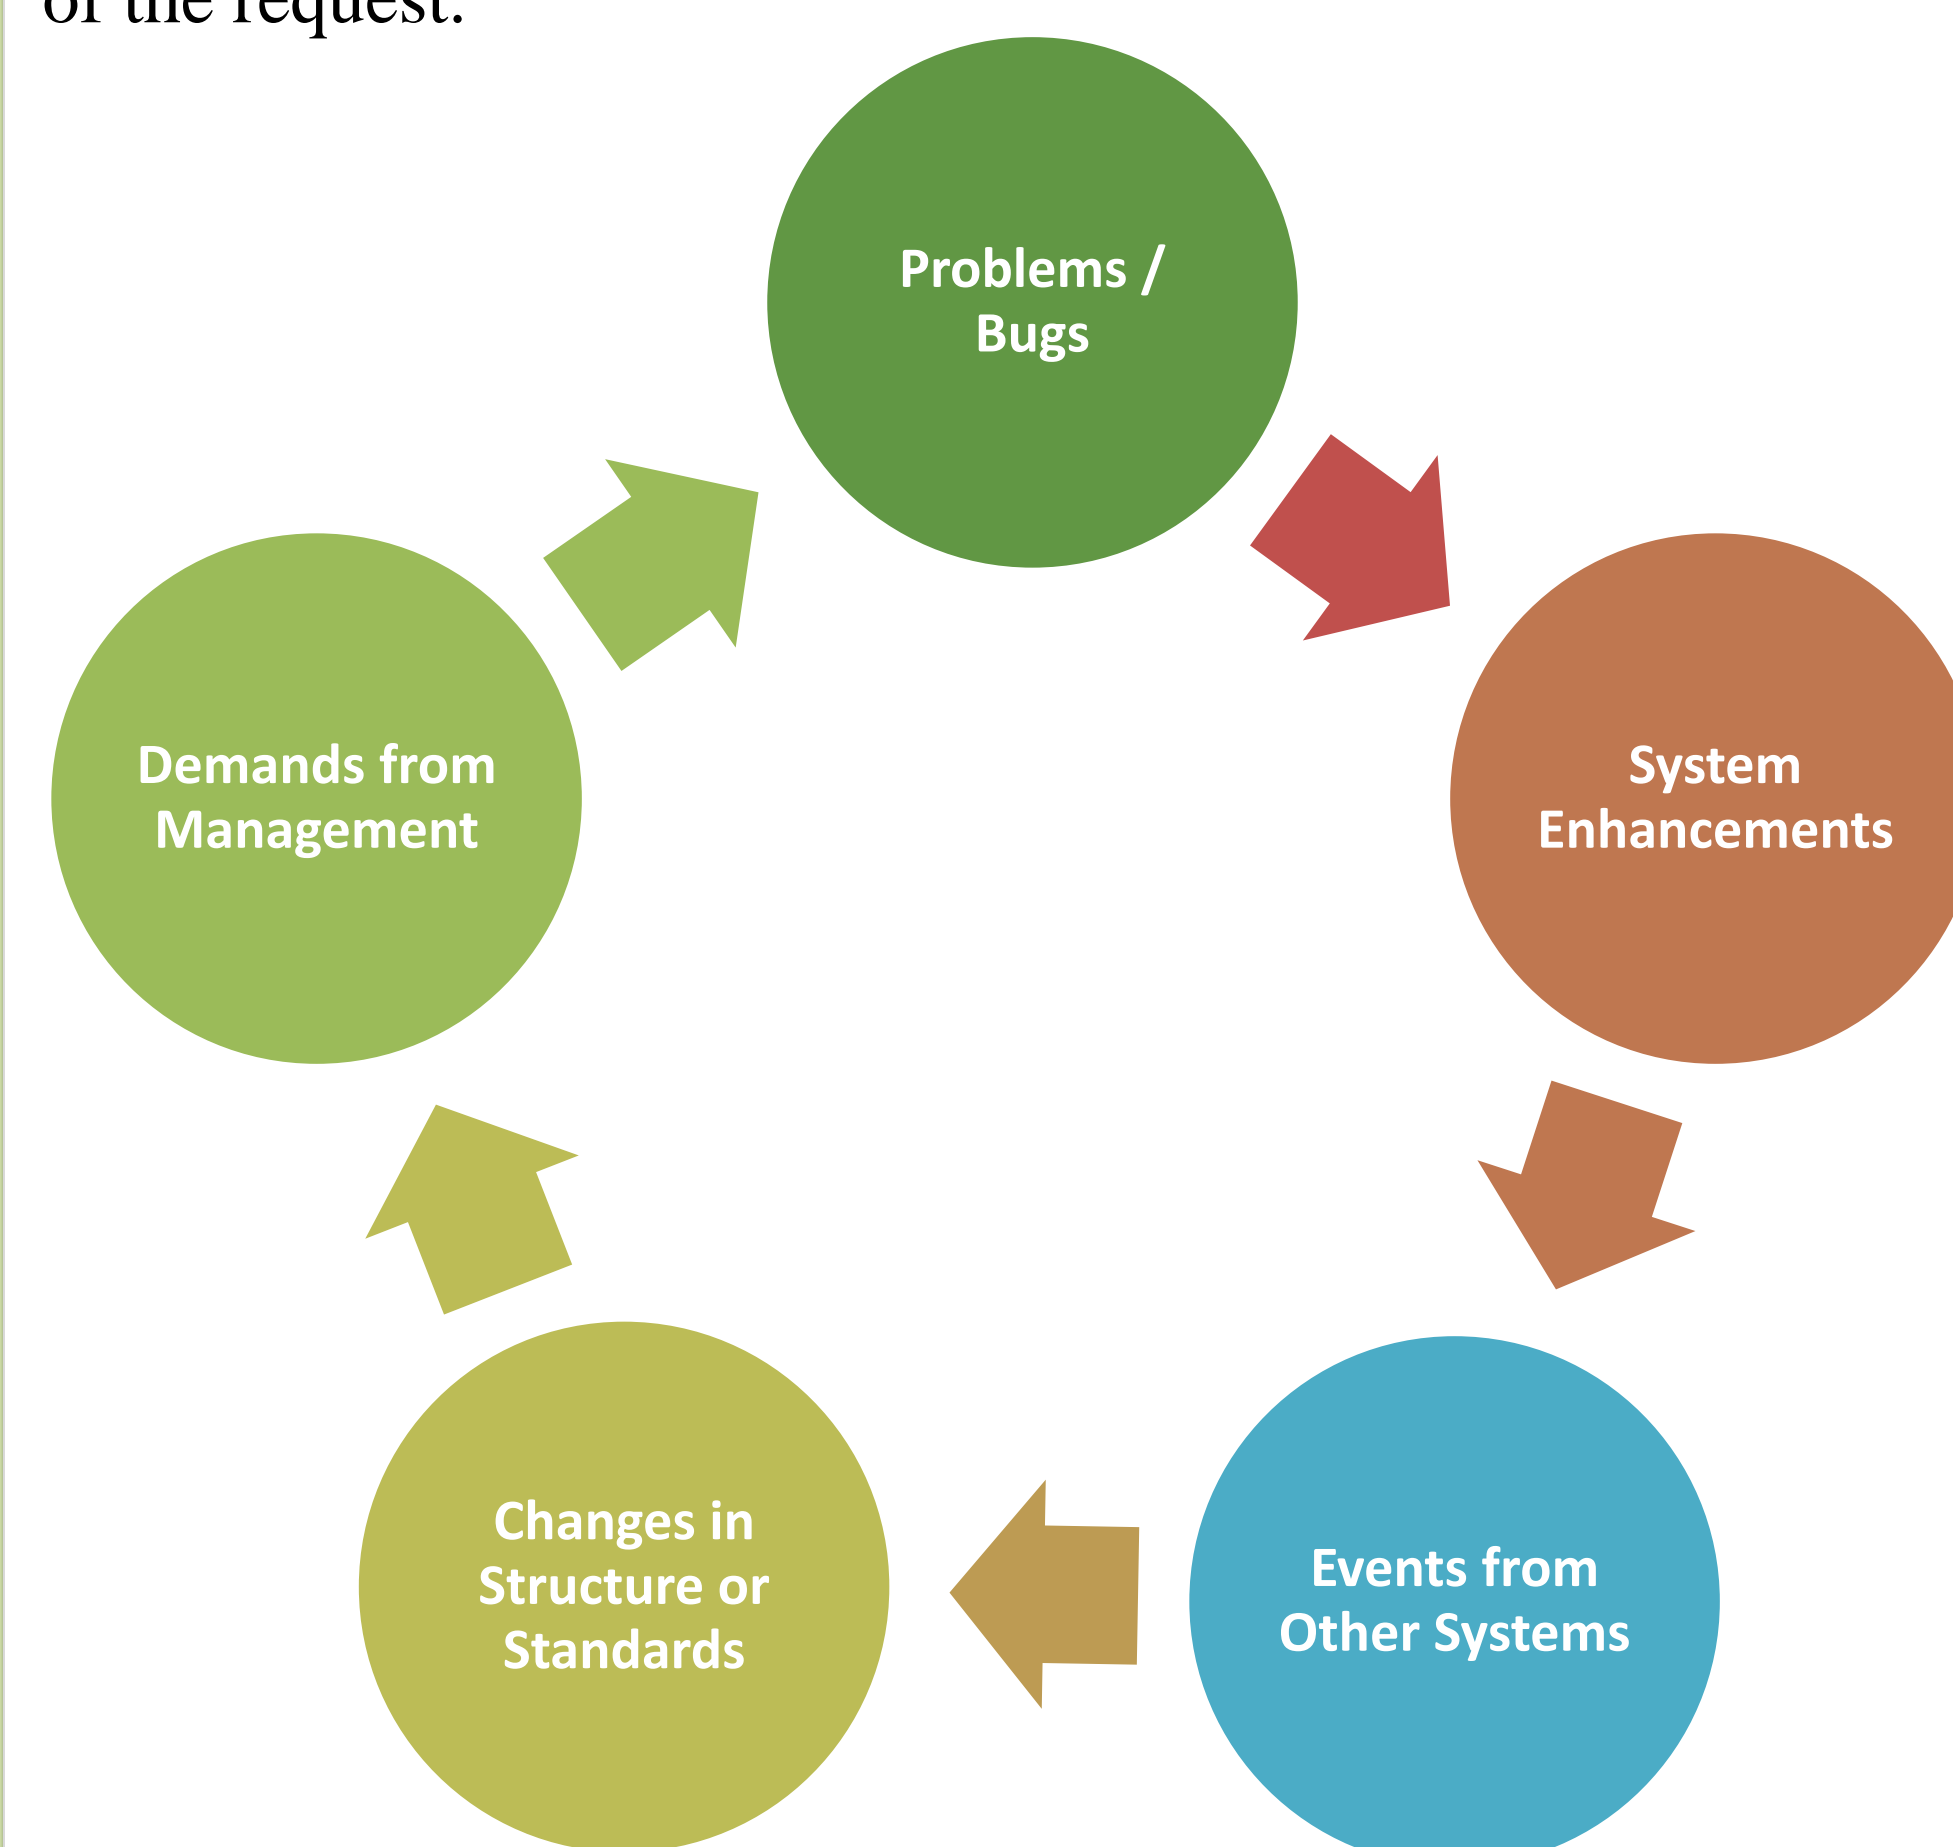 of the request.
Problems /
Bugs
System
Enhancements
Events from
Other Systems
Changes in
Structure or
Standards
Demands from
Management